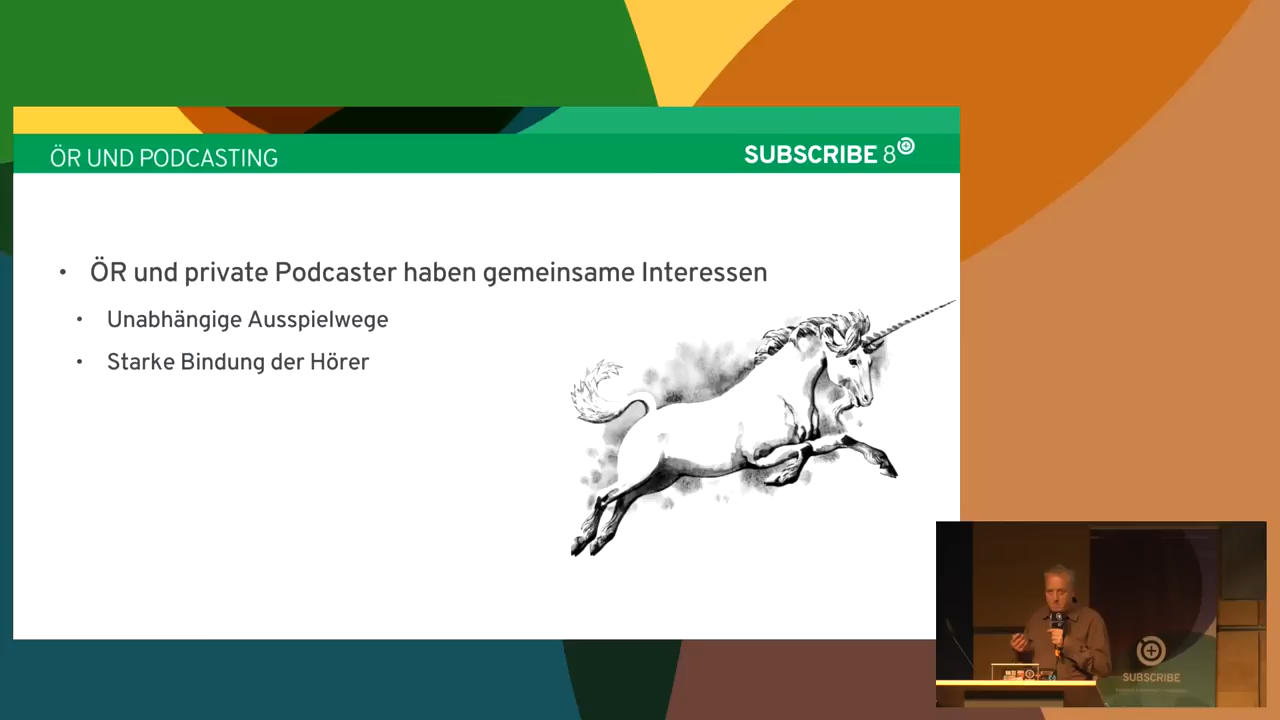 ÖR UND PODCASTING
SUBSCRIBE 8
• ÖR und private Podcaster haben gemeinsame Interessen
• Unabhängige Ausspielwege
• Starke Bindung der Hörer
SUBSCRIBE